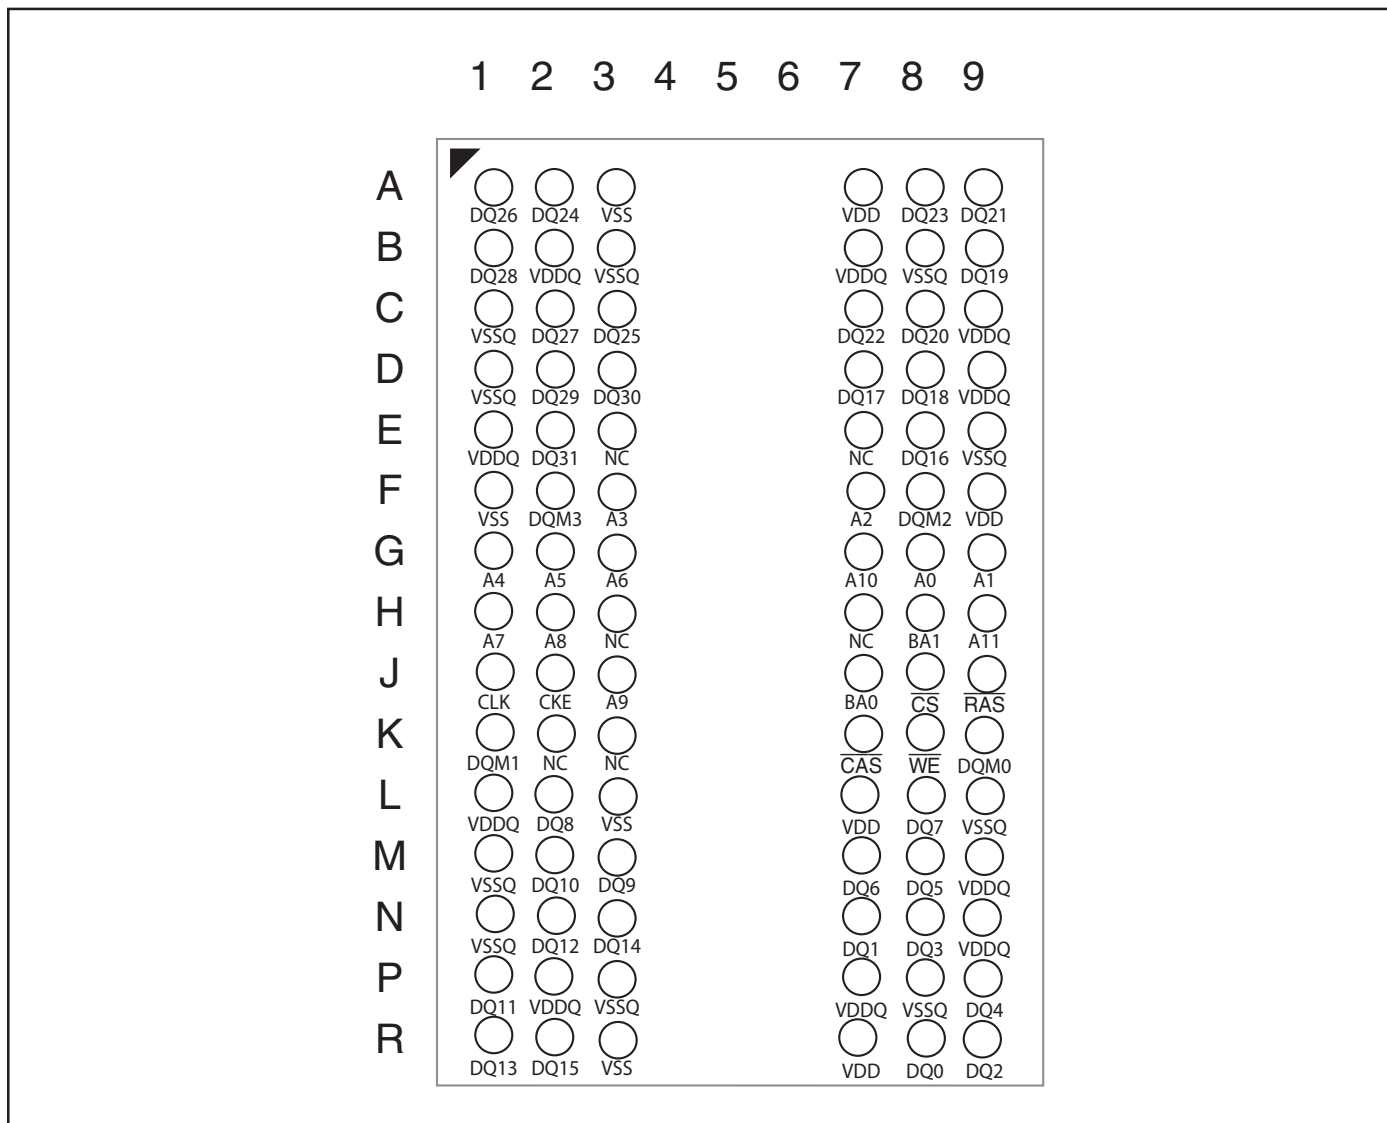 1 2 3 4 5 6 7 8 9
A
DQ26 DQ24 VSS VDD DQ23 DQ21
B
DQ28 VDDQ VSSQ VDDQ VSSQ DQ19
C
VSSQ DQ27 DQ25 DQ22 DQ20 VDDQ
D
VSSQ DQ29 DQ30 DQ17 DQ18 VDDQ
E
VDDQ DQ31 NC NC DQ16 VSSQ
F
VSS DQM3 A3 A2 DQM2 VDD
G
A4 A5 A6 A10 A0 A1
H
A7 A8 NC NC BA1 A11
J
CLK CKE A9 BA0 C̅S̅ R̅A̅S̅
K
DQM1 NC NC C̅A̅S̅ W̅E̅ DQM0
L
VDDQ DQ8 VSS VDD DQ7 VSSQ
M
VSSQ DQ10 DQ9 DQ6 DQ5 VDDQ
N
VSSQ DQ12 DQ14 DQ1 DQ3 VDDQ
P
DQ11 VDDQ VSSQ VDDQ VSSQ DQ4
R
DQ13 DQ15 VSS VDD DQ0 DQ2